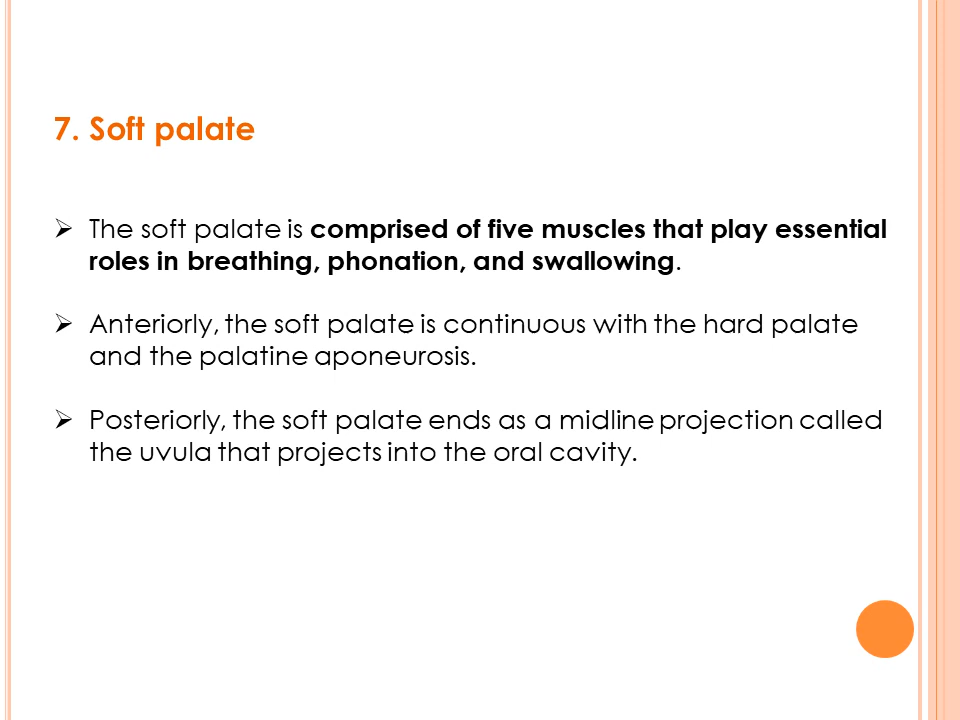 7. Soft palate
➢ The soft palate is comprised of five muscles that play essential
roles in breathing, phonation, and swallowing.
➢ Anteriorly, the soft palate is continuous with the hard palate
and the palatine aponeurosis.
➢ Posteriorly, the soft palate ends as a midline projection called
the uvula that projects into the oral cavity.